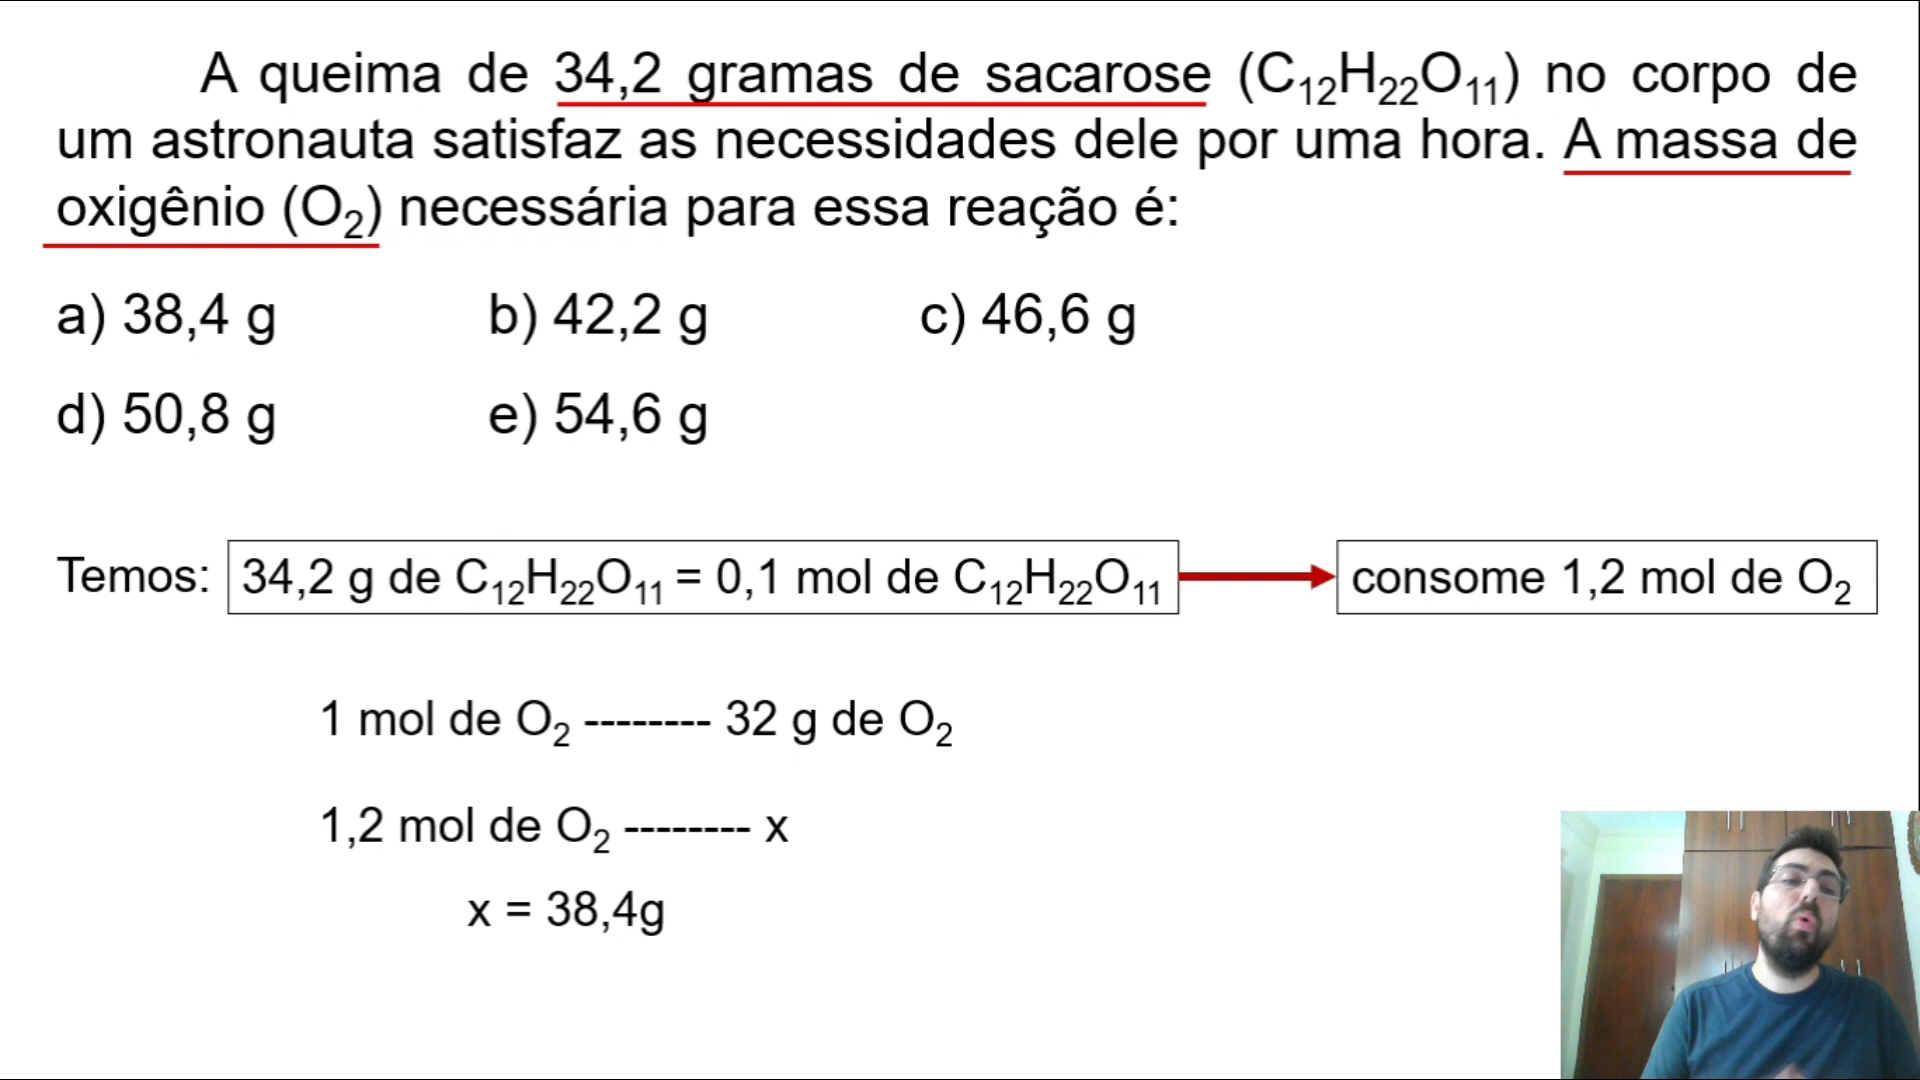 A queima de 34,2 gramas de sacarose (C₁₂H₂₂O₁₁) no corpo de
um astronauta satisfaz as necessidades dele por uma hora. A massa de
oxigênio (O₂) necessária para essa reação é:
a) 38,4 g b) 42,2 g c) 46,6 g
d) 50,8 g e) 54,6 g
Temos: 34,2 g de C₁₂H₂₂O₁₁ = 0,1 mol de C₁₂H₂₂O₁₁ consome 1,2 mol de O₂
1 mol de O₂ -------- 32 g de O₂
1,2 mol de O₂ -------- x
x = 38,4g